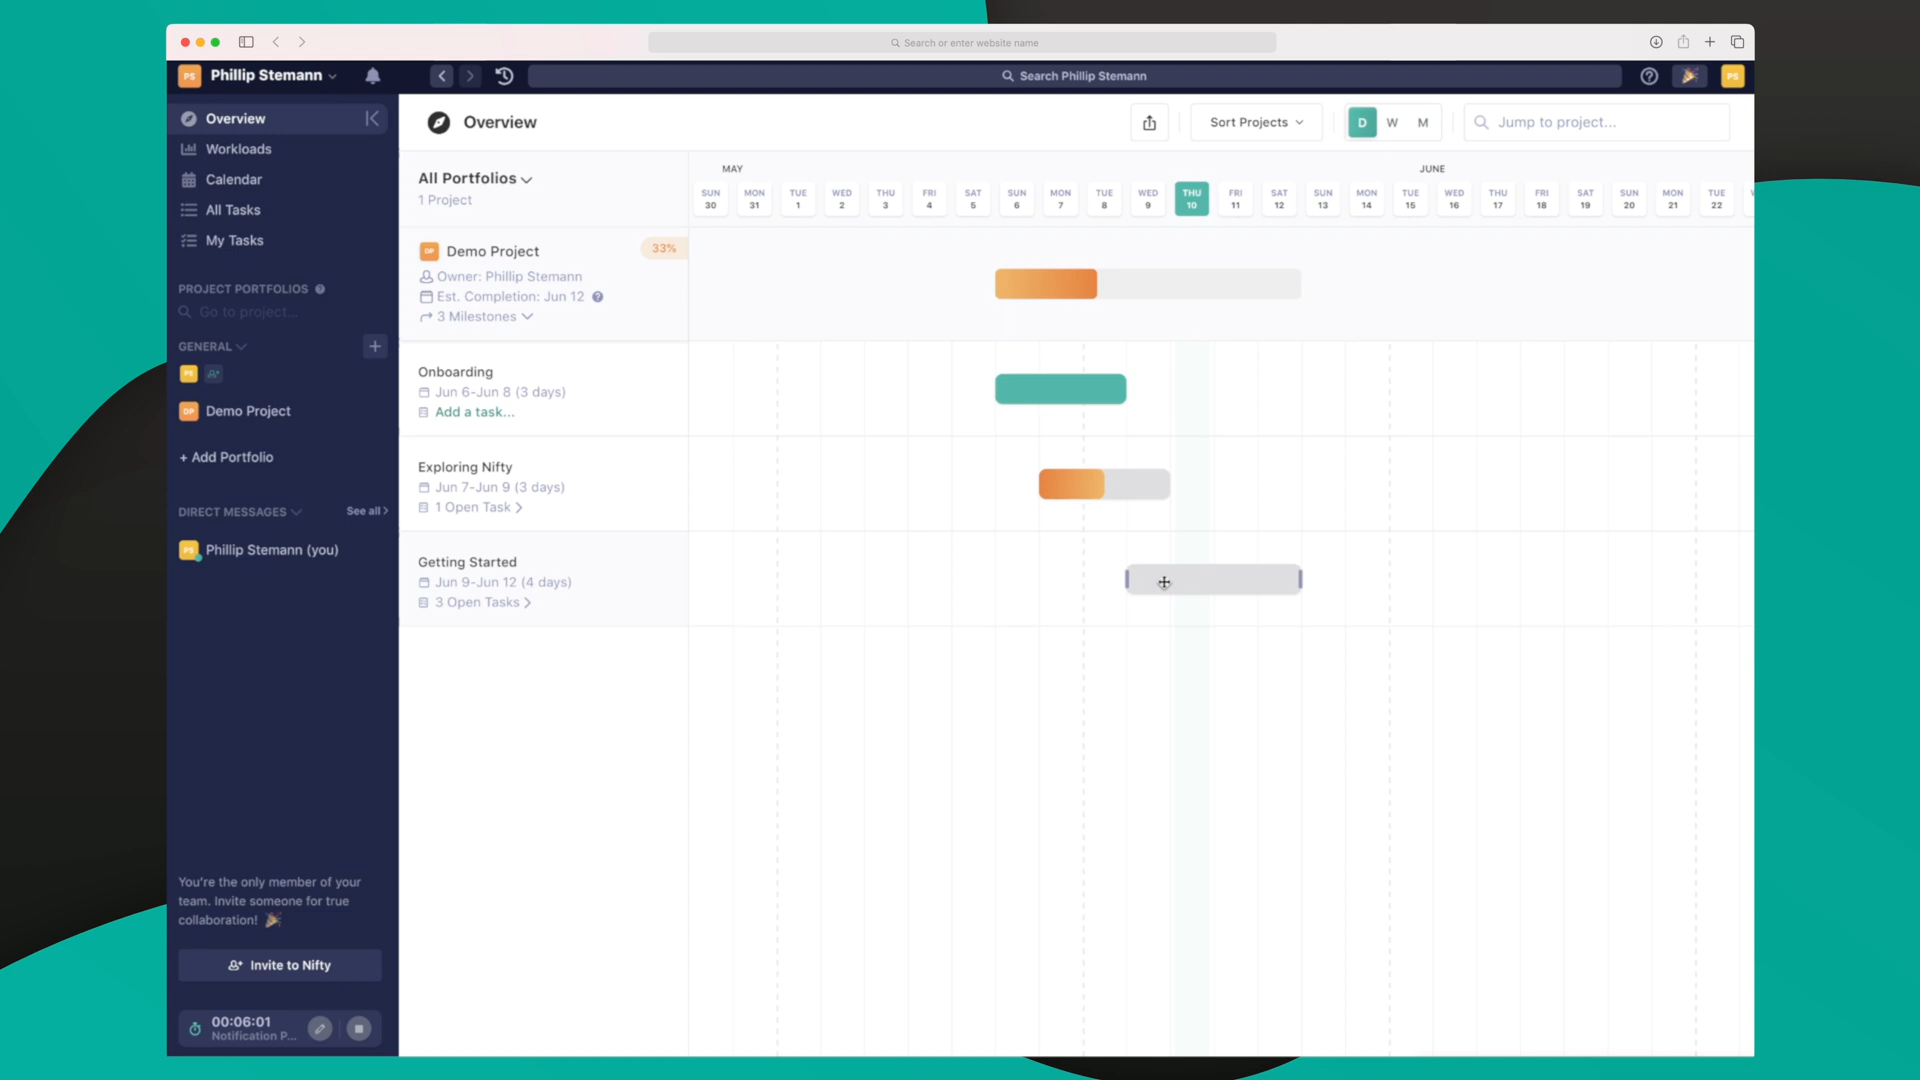 Search or enter website name
PS Phillip Stemann
Search Phillip Stemann
PS
Overview
Workloads
Calendar
All Tasks
My Tasks
PROJECT PORTFOLIOS
Go to project...
GENERAL
DP Demo Project
+ Add Portfolio
DIRECT MESSAGES See all
PS Phillip Stemann (you)
You're the only member of your
team. Invite someone for true
collaboration!
Invite to Nifty
00:06:01
Notification P...
Overview
Sort Projects
D W M
Jump to project...
All Portfolios
1 Project
MAY JUNE
SUN MON TUE WED THU FRI SAT SUN MON TUE WED THU FRI SAT SUN MON TUE WED THU FRI SAT SUN MON TUE
30 31 1 2 3 4 5 6 7 8 9 10 11 12 13 14 15 16 17 18 19 20 21 22
DP Demo Project 33%
Owner: Phillip Stemann
Est. Completion: Jun 12
3 Milestones
Onboarding
Jun 6-Jun 8 (3 days)
Add a task...
Exploring Nifty
Jun 7-Jun 9 (3 days)
1 Open Task
Getting Started
Jun 9-Jun 12 (4 days)
3 Open Tasks